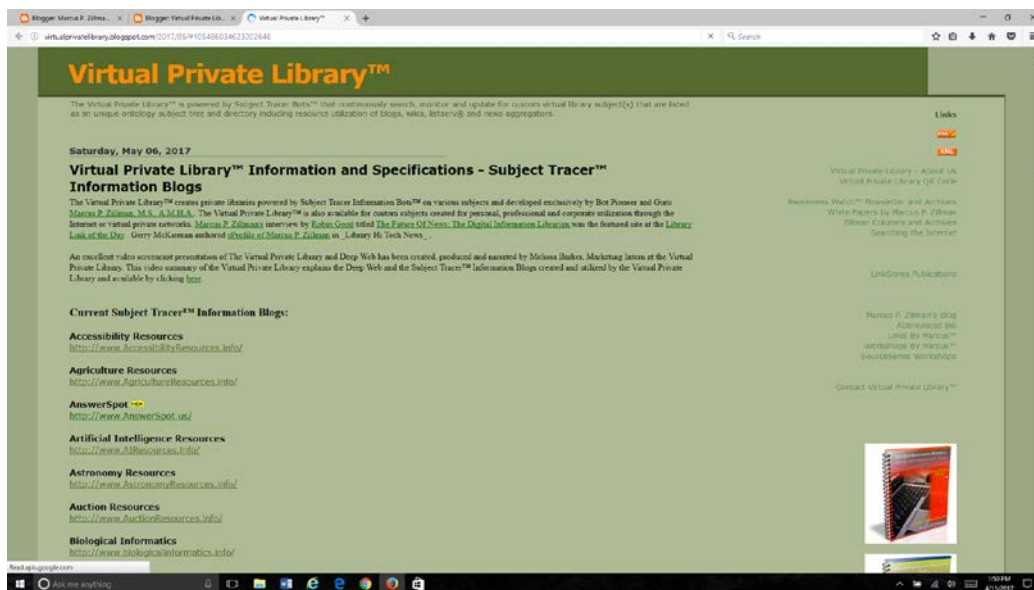 Blogger: Marcus P. Zillma...
Blogger: Virtual Private Lib...
Virtual Private Library™
virtualprivatelibrary.blogspot.com/2017/05/#105486034623202646
Search
Virtual Private Library™
The Virtual Private Library™ is powered by Subject Tracer Bots™ that continuously search, monitor and update for custom virtual library subject(s) that are listed
as an unique ontology subject tree and directory including resource utilization of blogs, wikis, listserv® and news aggregators.
Links
XML
Saturday, May 06, 2017
Virtual Private Library™ Information and Specifications - Subject Tracer™
Information Blogs
The Virtual Private Library™ creates private libraries powered by Subject Tracer Information Bots™ on various subjects and developed exclusively by Bot Pioneer and Guru
Marcus P. Zillman, M.S., A.M.H.A.. The Virtual Private Library™ is also available for custom subjects created for personal, professional and corporate utilization through the
Internet or virtual private networks. Marcus P. Zillman's interview by Robin Good titled The Future Of News: The Digital Information Librarian was the featured site at the Library
Link of the Day . Gerry McKiernan authored eProfile of Marcus P. Zillman in _Library Hi Tech News_ .
An excellent video screencast presentation of The Virtual Private Library and Deep Web has been created, produced and narrated by Melissa Barker, Marketing Intern at the Virtual
Private Library. This video summary of the Virtual Private Library explains the Deep Web and the Subject Tracer™ Information Blogs created and utilized by the Virtual Private
Library and available by clicking here.
Current Subject Tracer™ Information Blogs:
Accessibility Resources
http://www.AccessibilityResources.info/
Agriculture Resources
http://www.AgricultureResources.info/
AnswerSpot
http://www.AnswerSpot.us/
Artificial Intelligence Resources
http://www.AIResources.info/
Astronomy Resources
http://www.AstronomyResources.info/
Auction Resources
http://www.AuctionResources.info/
Biological Informatics
http://www.biologicalinformatics.info/
Virtual Private Library - About Us
Virtual Private Library QR Code
Awareness Watch™ Newsletter and Archives
White Papers by Marcus P. Zillman
Zillman Columns and Archives
Searching the Internet
LinkSeries Publications
Marcus P. Zillman's Blog
Abbreviated Bio
Links By Marcus™
Workshops By Marcus™
Sourceseries Workshops
Contact Virtual Private Library™
Read apis.google.com
Ask me anything
1:50 PM